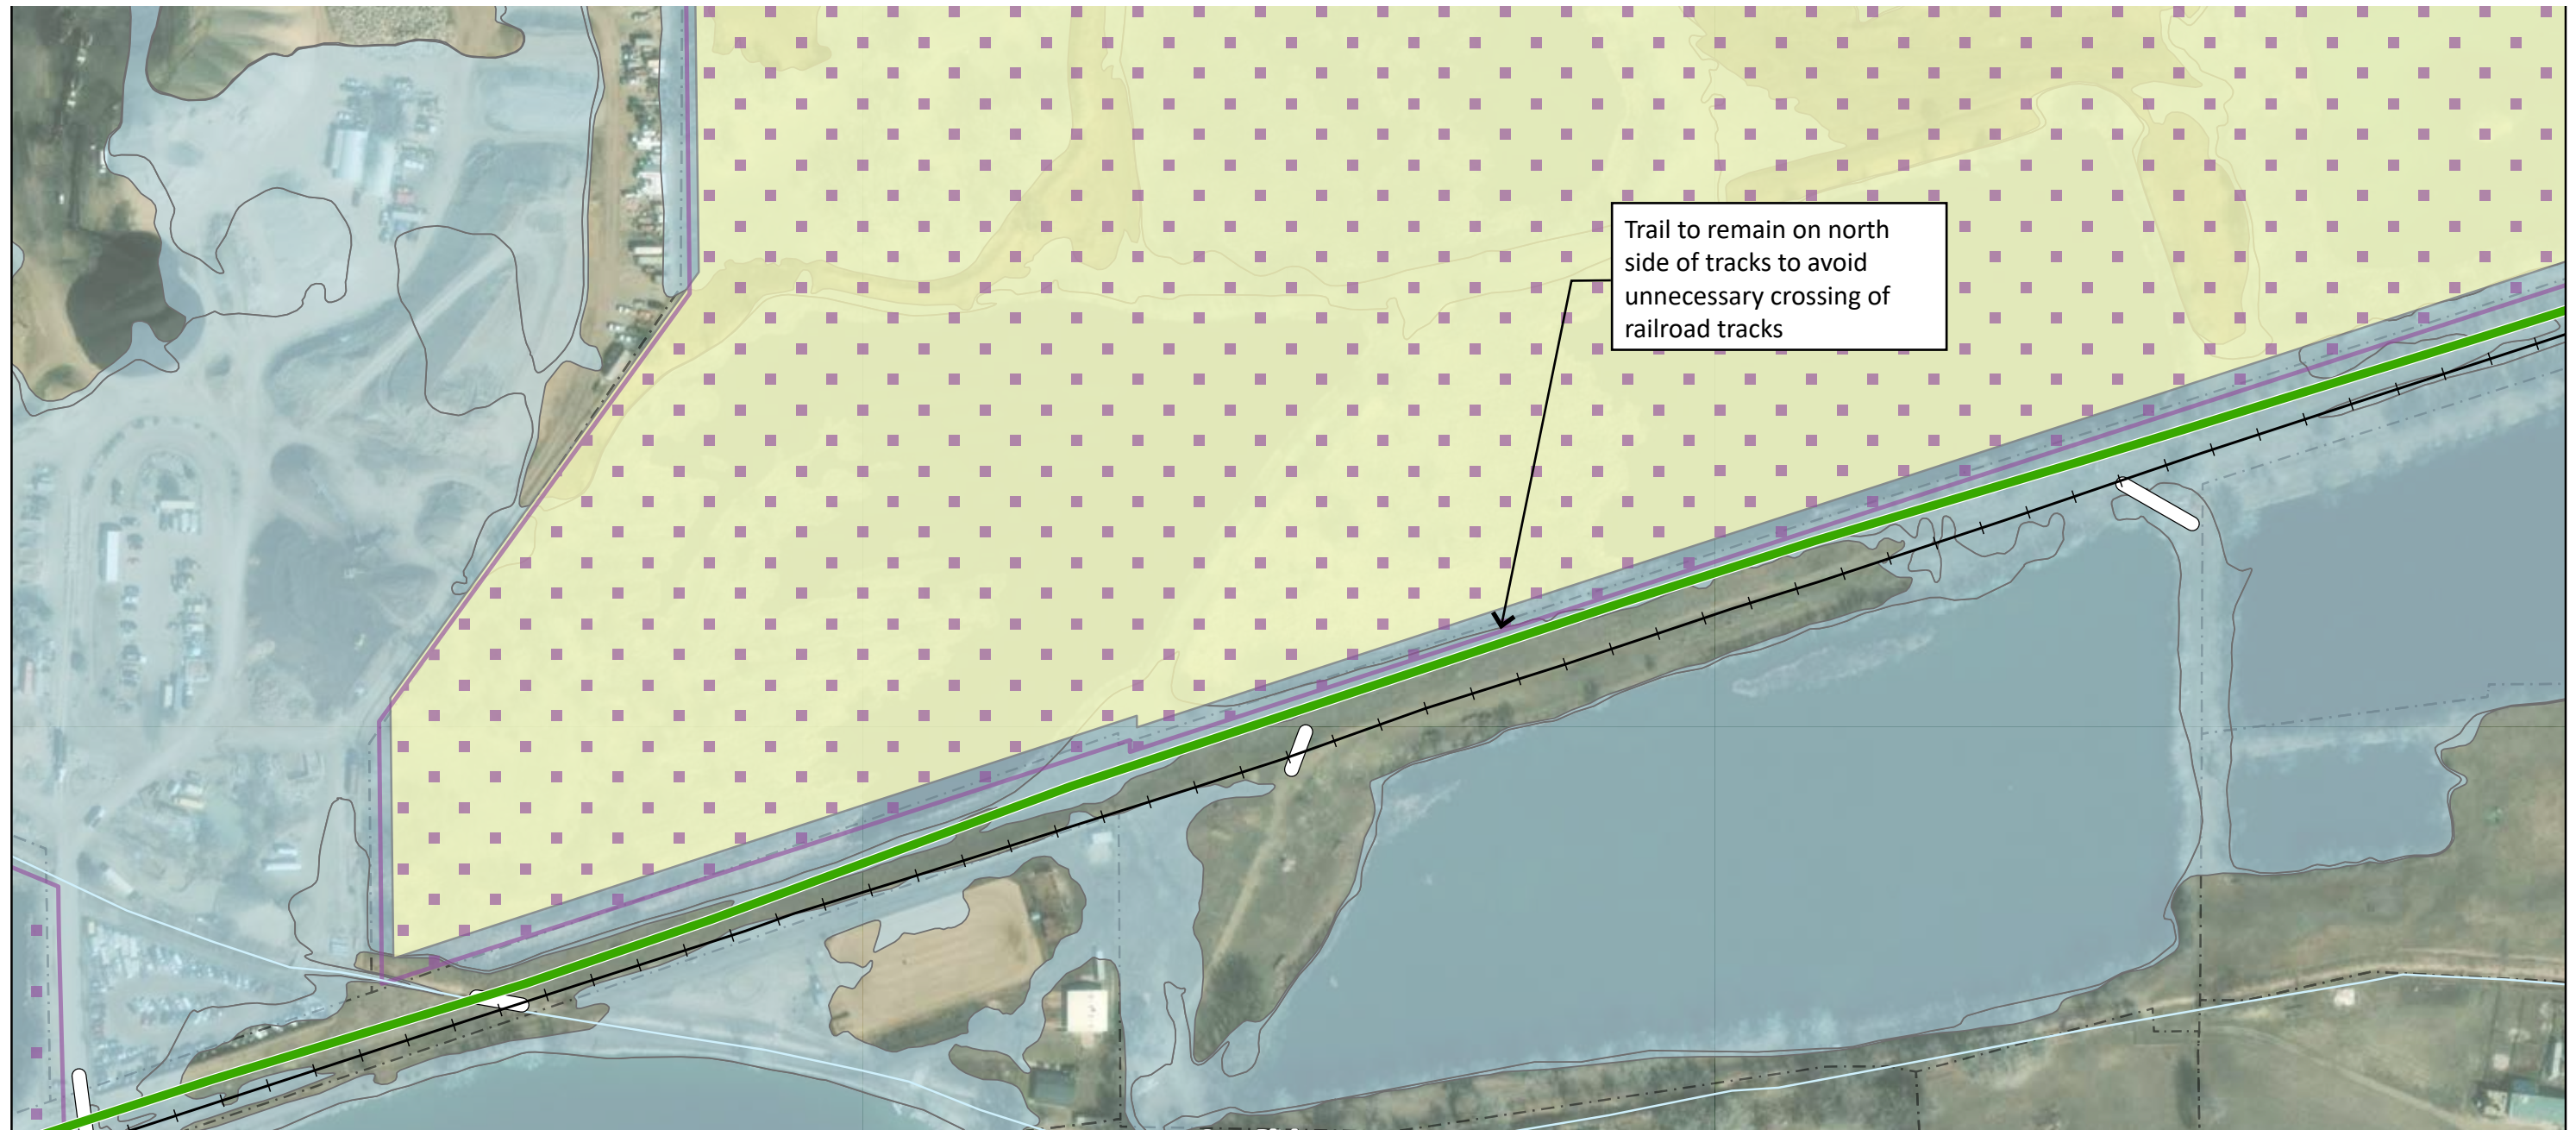 Trail to remain on north
side of tracks to avoid
unnecessary crossing of
railroad tracks